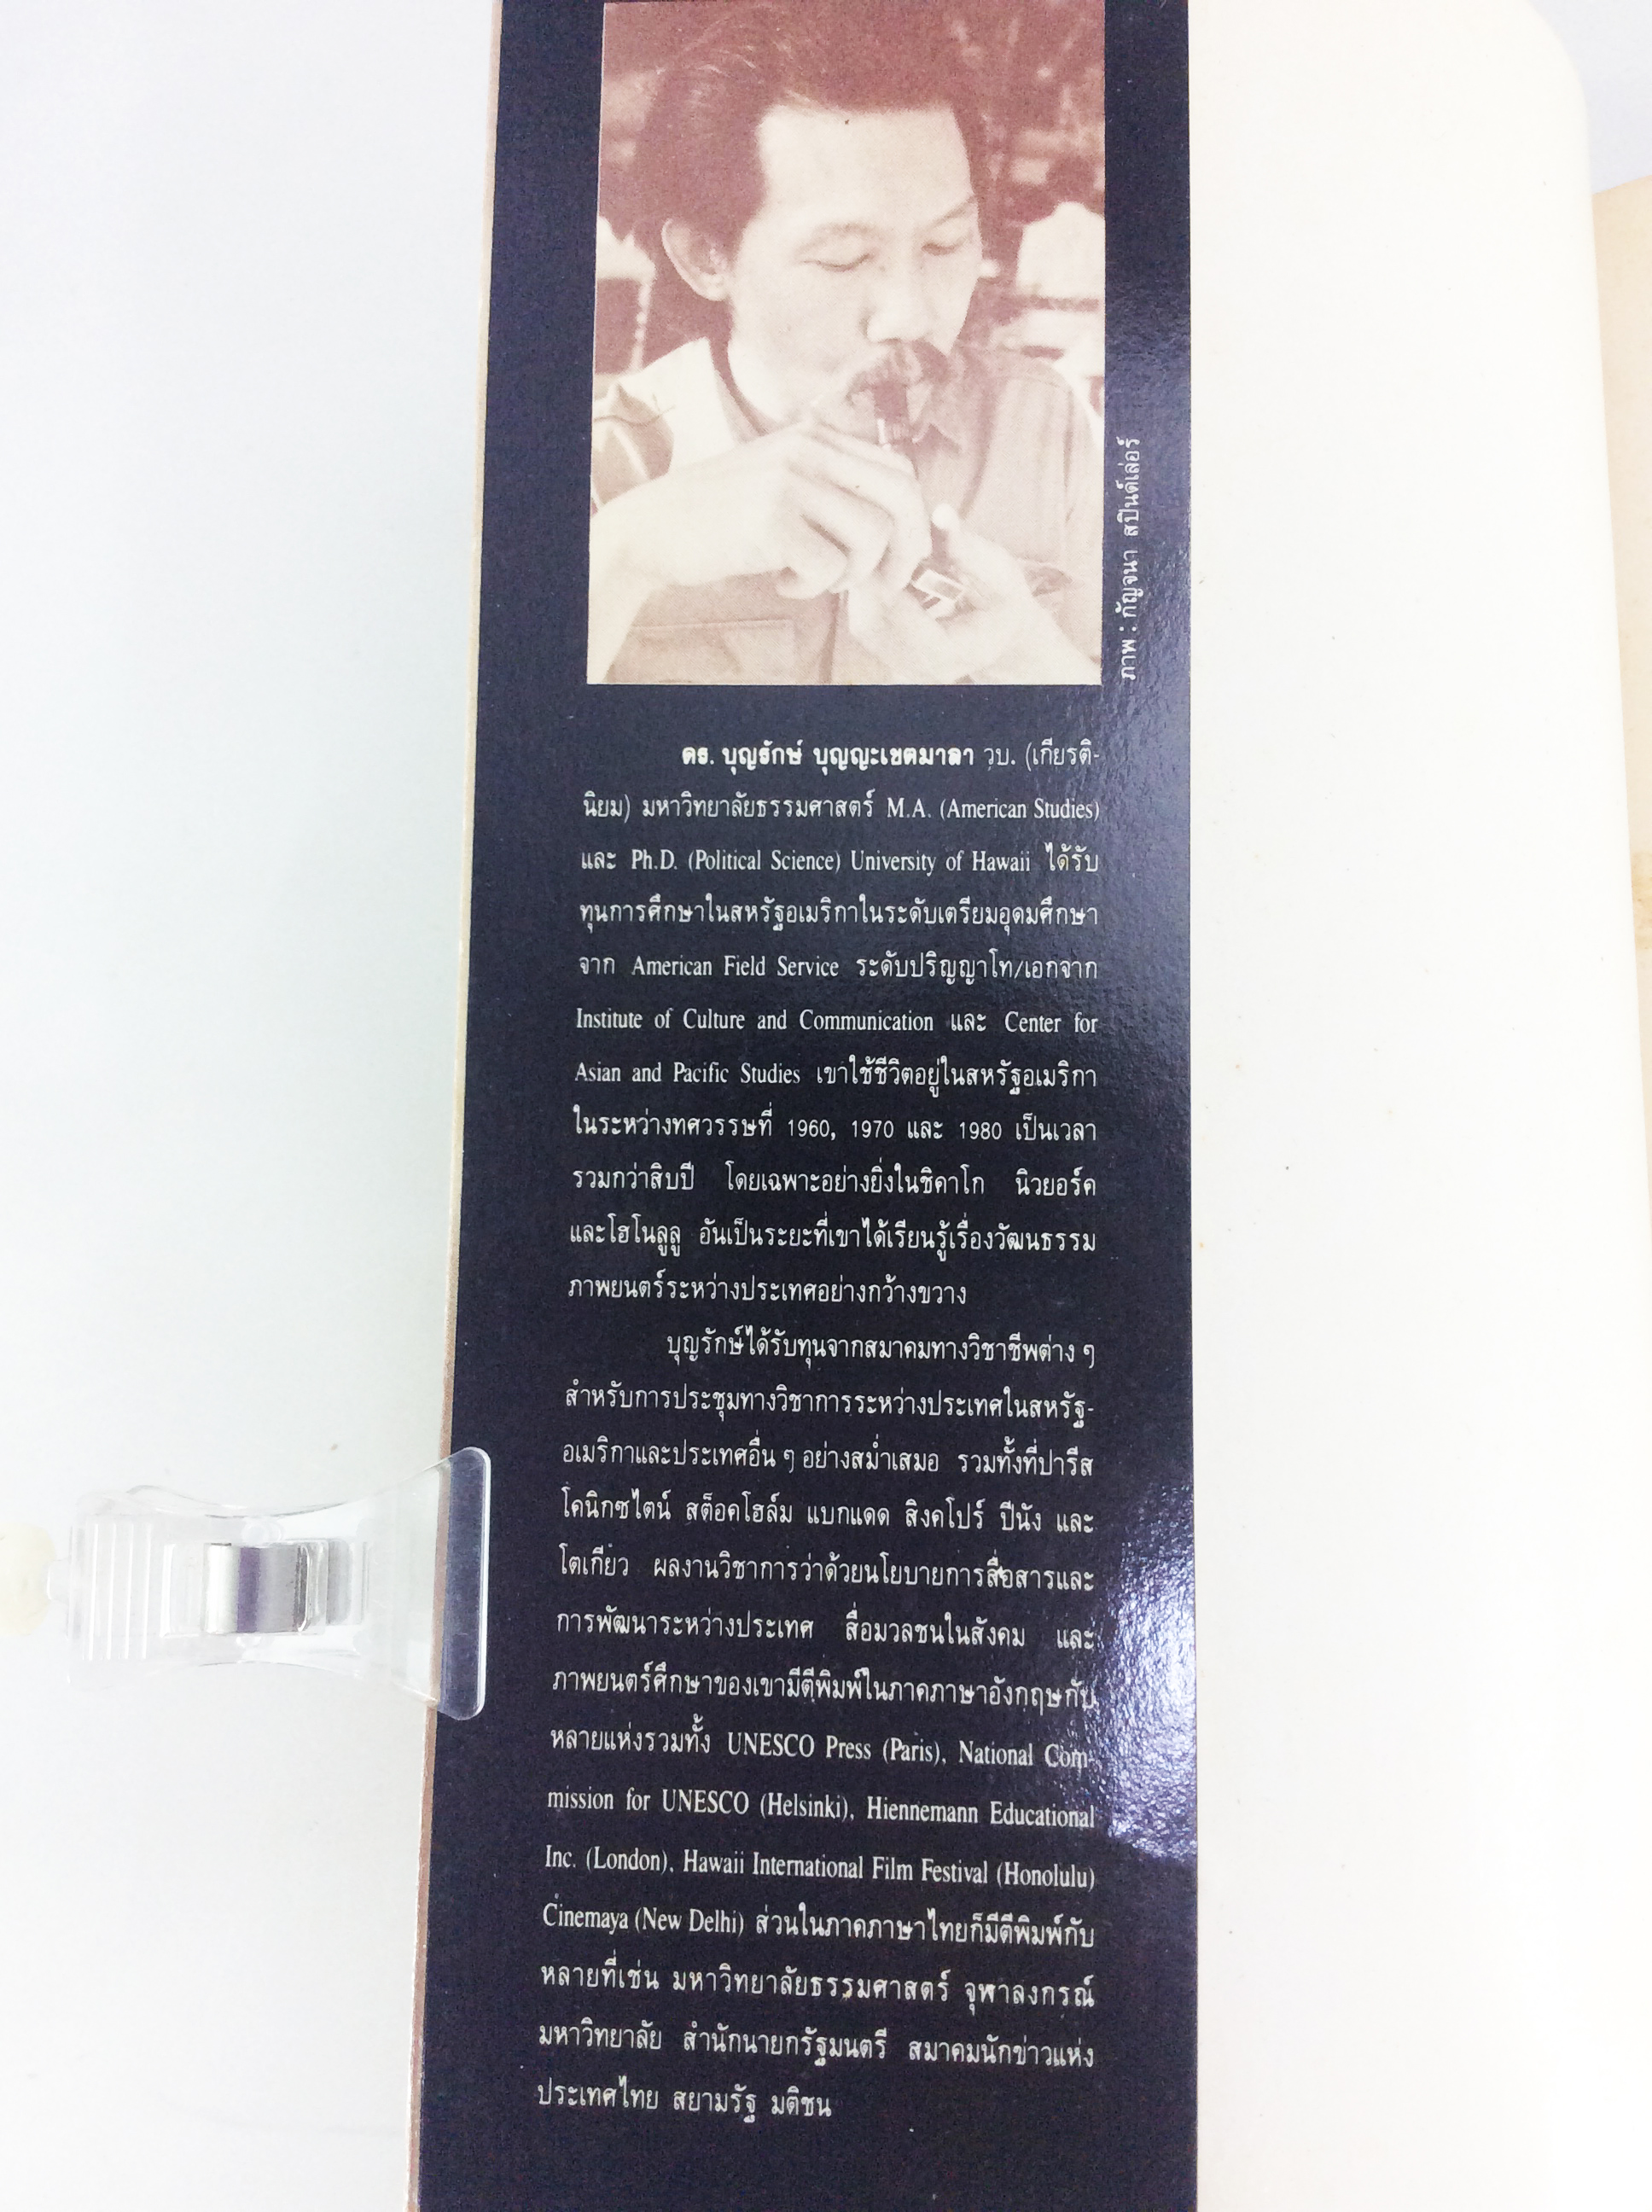 ภาพ : กัญจนา สปินด์เล่อร์
ดร. บุญรักษ์ บุญญะเขตมาลา วบ. (เกียรติ-
นิยม) มหาวิทยาลัยธรรมศาสตร์ M.A. (American Studies)
และ Ph.D. (Political Science) University of Hawaii ได้รับ
ทุนการศึกษาในสหรัฐอเมริกาในระดับเตรียมอุดมศึกษา
จาก American Field Service ระดับปริญญาโท/เอกจาก
Institute of Culture and Communication และ Center for
Asian and Pacific Studies เขาใช้ชีวิตอยู่ในสหรัฐอเมริกา
ในระหว่างทศวรรษที่ 1960, 1970 และ 1980 เป็นเวลา
รวมกว่าสิบปี โดยเฉพาะอย่างยิ่งในชิคาโก นิวยอร์ค
และโฮโนลูลู อันเป็นระยะที่เขาได้เรียนรู้เรื่องวัฒนธรรม
ภาพยนตร์ระหว่างประเทศอย่างกว้างขวาง
บุญรักษ์ได้รับทุนจากสมาคมทางวิชาชีพต่าง ๆ
สำหรับการประชุมทางวิชาการระหว่างประเทศในสหรัฐ-
อเมริกาและประเทศอื่น ๆ อย่างสม่ำเสมอ รวมทั้งที่ปารีส
โคนิกซไตน์ สต็อคโฮล์ม แบกแดด สิงคโปร์ ปีนัง และ
โตเกียว ผลงานวิชาการว่าด้วยนโยบายการสื่อสารและ
การพัฒนาระหว่างประเทศ สื่อมวลชนในสังคม และ
ภาพยนตร์ศึกษาของเขามีตีพิมพ์ในภาคภาษาอังกฤษกับ
หลายแห่งรวมทั้ง UNESCO Press (Paris), National Com-
mission for UNESCO (Helsinki), Hiennemann Educational
Inc. (London), Hawaii International Film Festival (Honolulu)
Cinemaya (New Delhi) ส่วนในภาคภาษาไทยก็มีตีพิมพ์กับ
หลายที่เช่น มหาวิทยาลัยธรรมศาสตร์ จุฬาลงกรณ์
มหาวิทยาลัย สำนักนายกรัฐมนตรี สมาคมนักข่าวแห่ง
ประเทศไทย สยามรัฐ มติชน